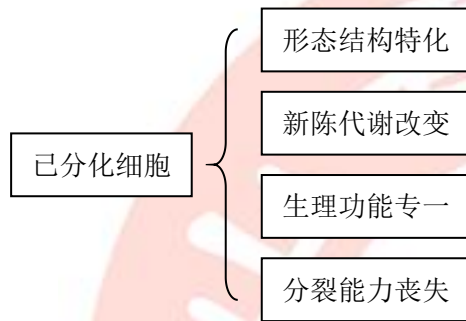 形态结构特化
新陈代谢改变
已分化细胞
生理功能专一
分裂能力丧失